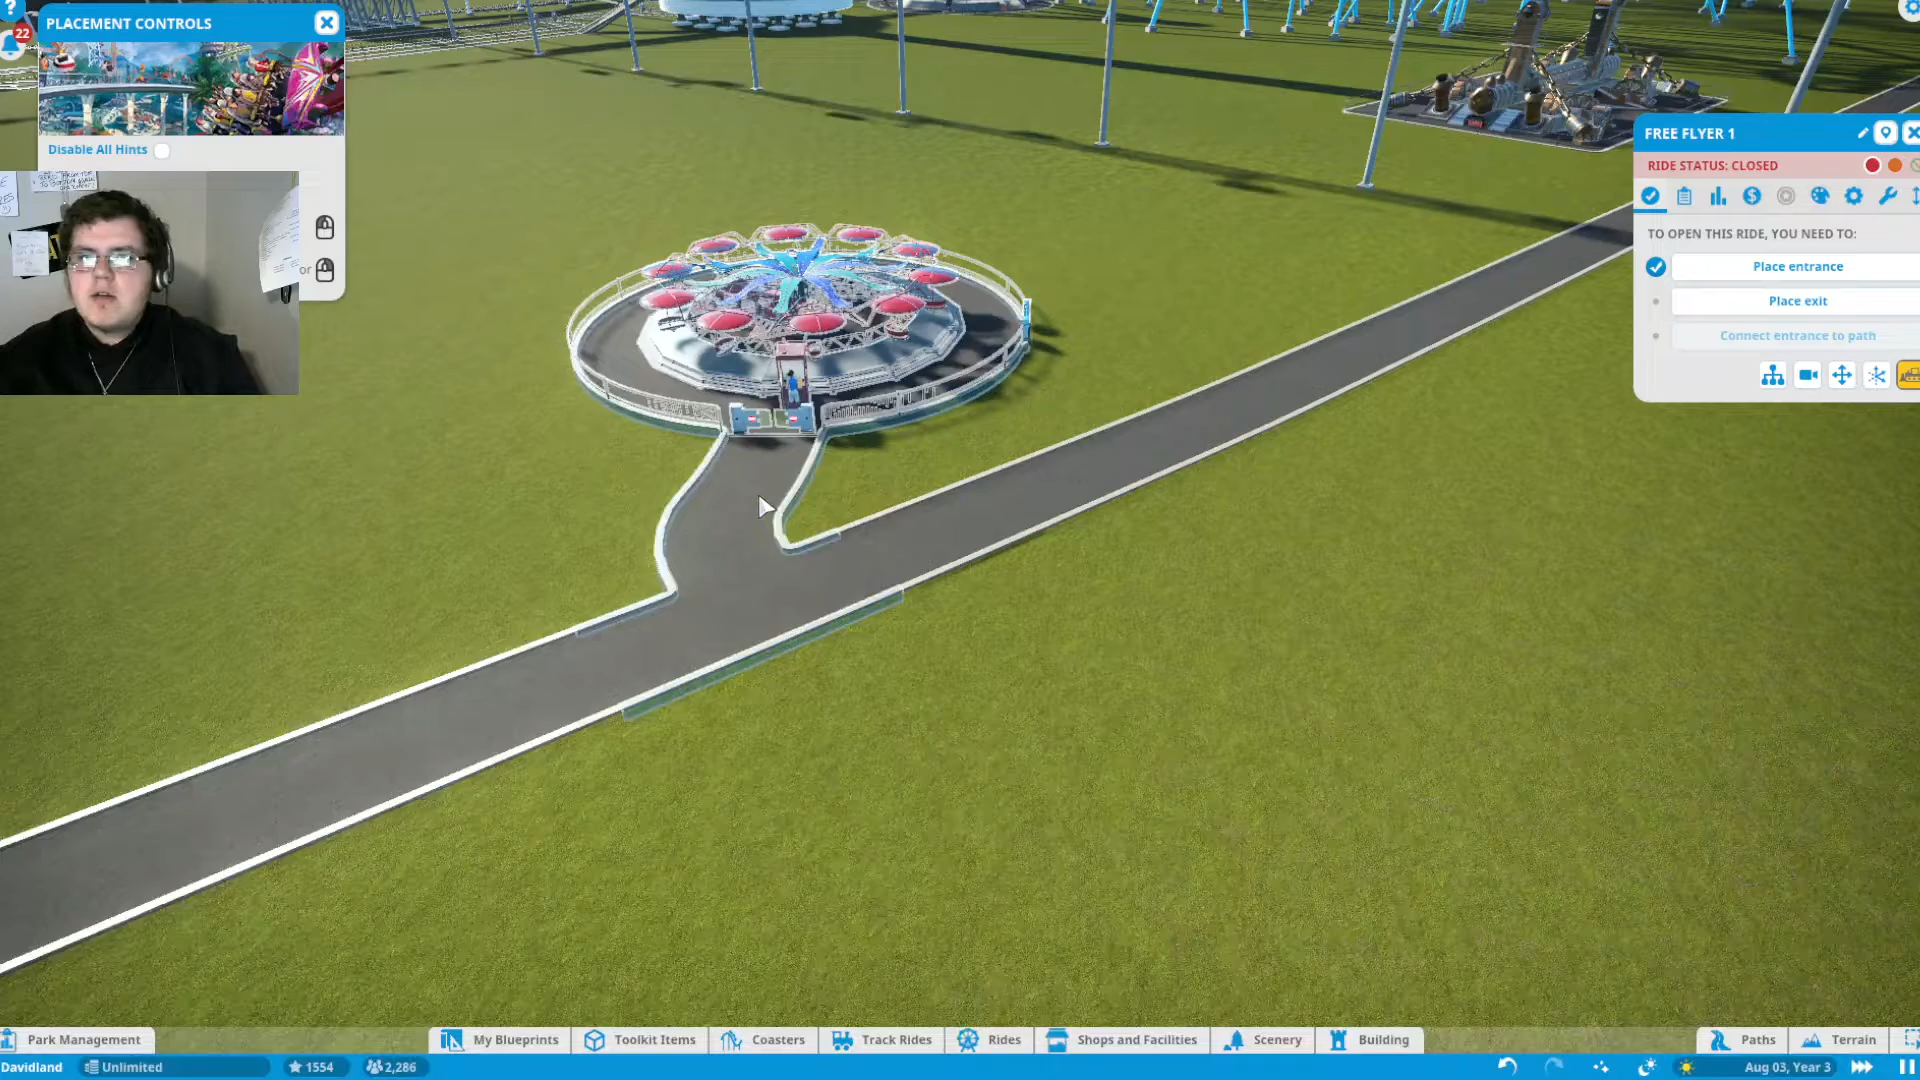 PLACEMENT CONTROLS
22
Disable All Hints
or
FREE FLYER 1
RIDE STATUS: CLOSED
TO OPEN THIS RIDE, YOU NEED TO:
Place entrance
Place exit
Connect entrance to path
Park Management
My Blueprints
Toolkit Items
Coasters
Track Rides
Rides
Shops and Facilities
Scenery
Building
Paths
Terrain
Davidland
Unlimited
1554
2,286
Aug 03, Year 3